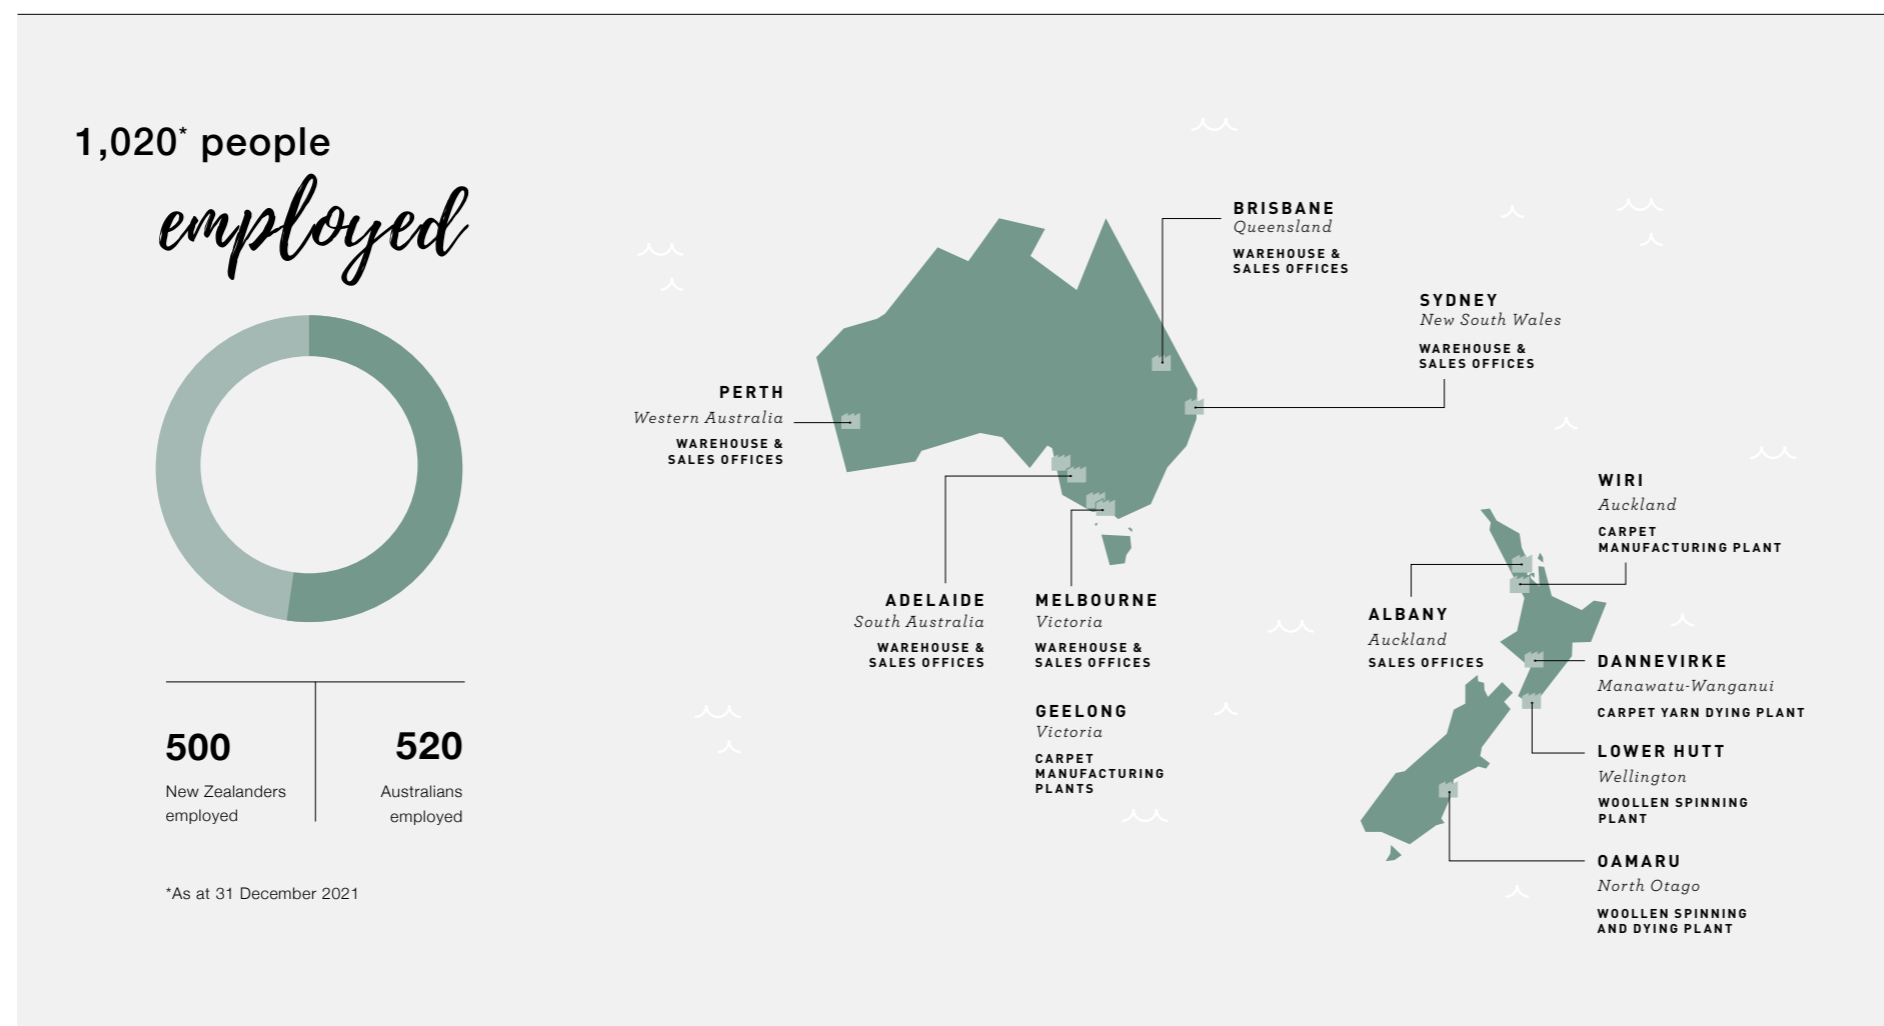 1,020* people
employed
500
New Zealanders
employed
520
Australians
employed
*As at 31 December 2021
BRISBANE
Queensland
WAREHOUSE &
SALES OFFICES
SYDNEY
New South Wales
WAREHOUSE &
SALES OFFICES
PERTH
Western Australia
WAREHOUSE &
SALES OFFICES
ADELAIDE
South Australia
WAREHOUSE &
SALES OFFICES
MELBOURNE
Victoria
WAREHOUSE &
SALES OFFICES
GEELONG
Victoria
CARPET
MANUFACTURING
PLANTS
WIRI
Auckland
CARPET
MANUFACTURING PLANT
ALBANY
Auckland
SALES OFFICES
DANNEVIRKE
Manawatu-Wanganui
CARPET YARN DYING PLANT
LOWER HUTT
Wellington
WOOLLEN SPINNING
PLANT
OAMARU
North Otago
WOOLLEN SPINNING
AND DYING PLANT